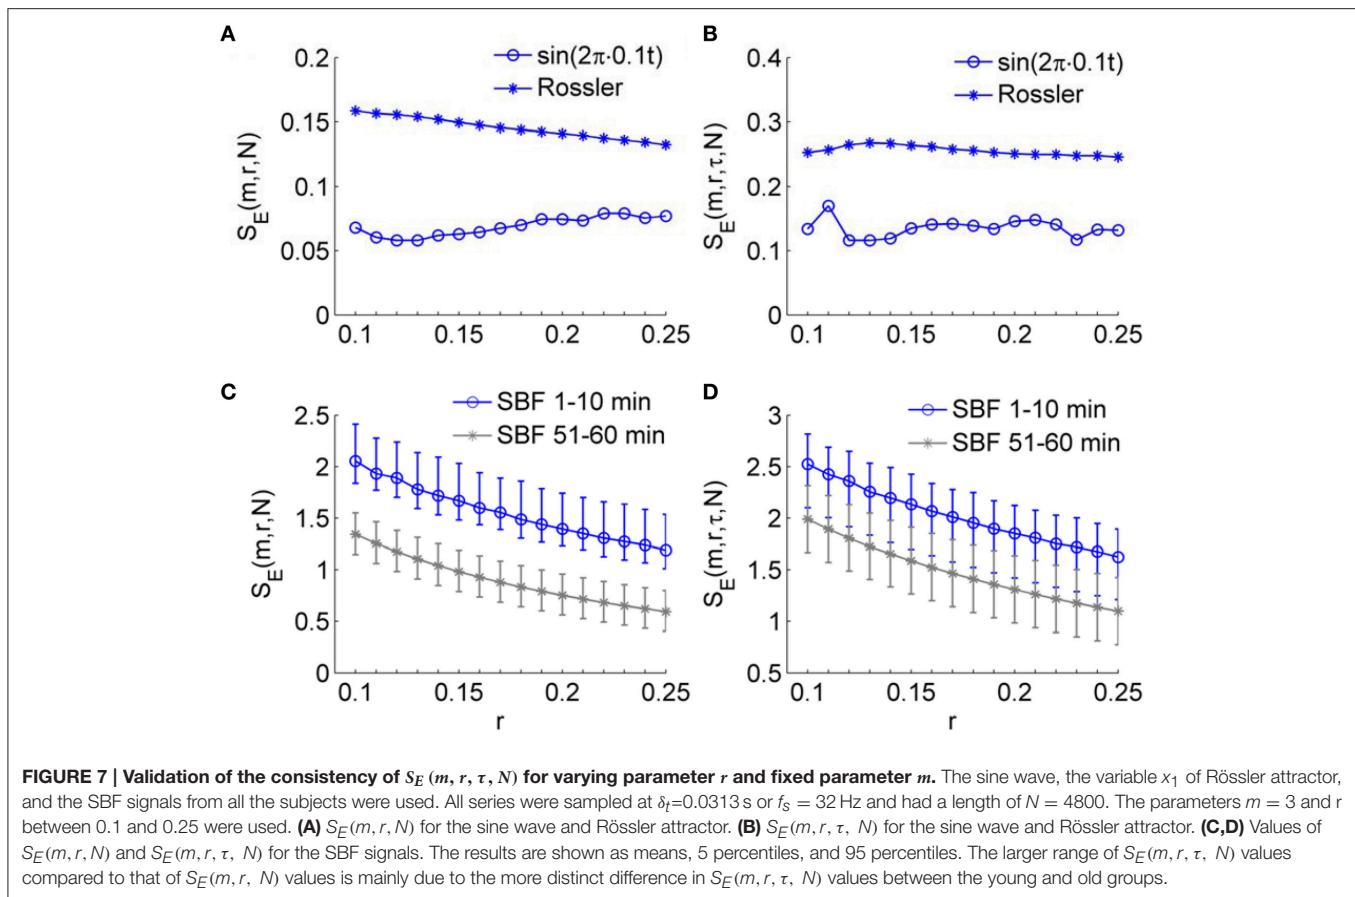 A
sin(2π·0.1t)
Rossler
0.2
0.15
0.1
0.05
0
S_E(m,r,N)
0.1 0.15 0.2 0.25
B
sin(2π·0.1t)
Rossler
0.4
0.3
0.2
0.1
0
S_E(m,r,τ,N)
0.1 0.15 0.2 0.25
C
SBF 1-10 min
SBF 51-60 min
2.5
2
1.5
1
0.5
0
S_E(m,r,N)
0.1 0.15 0.2 0.25
r
D
SBF 1-10 min
SBF 51-60 min
3
2.5
2
1.5
1
0.5
S_E(m,r,τ,N)
0.1 0.15 0.2 0.25
r
FIGURE 7 | Validation of the consistency of S_E (m, r, τ, N) for varying parameter r and fixed parameter m. The sine wave, the variable x_1 of Rössler attractor,
and the SBF signals from all the subjects were used. All series were sampled at δ_t=0.0313 s or f_s = 32 Hz and had a length of N = 4800. The parameters m = 3 and r
between 0.1 and 0.25 were used. (A) S_E(m, r, N) for the sine wave and Rössler attractor. (B) S_E(m, r, τ, N) for the sine wave and Rössler attractor. (C,D) Values of
S_E(m, r, N) and S_E(m, r, τ, N) for the SBF signals. The results are shown as means, 5 percentiles, and 95 percentiles. The larger range of S_E(m, r, τ, N) values
compared to that of S_E(m, r, N) values is mainly due to the more distinct difference in S_E(m, r, τ, N) values between the young and old groups.